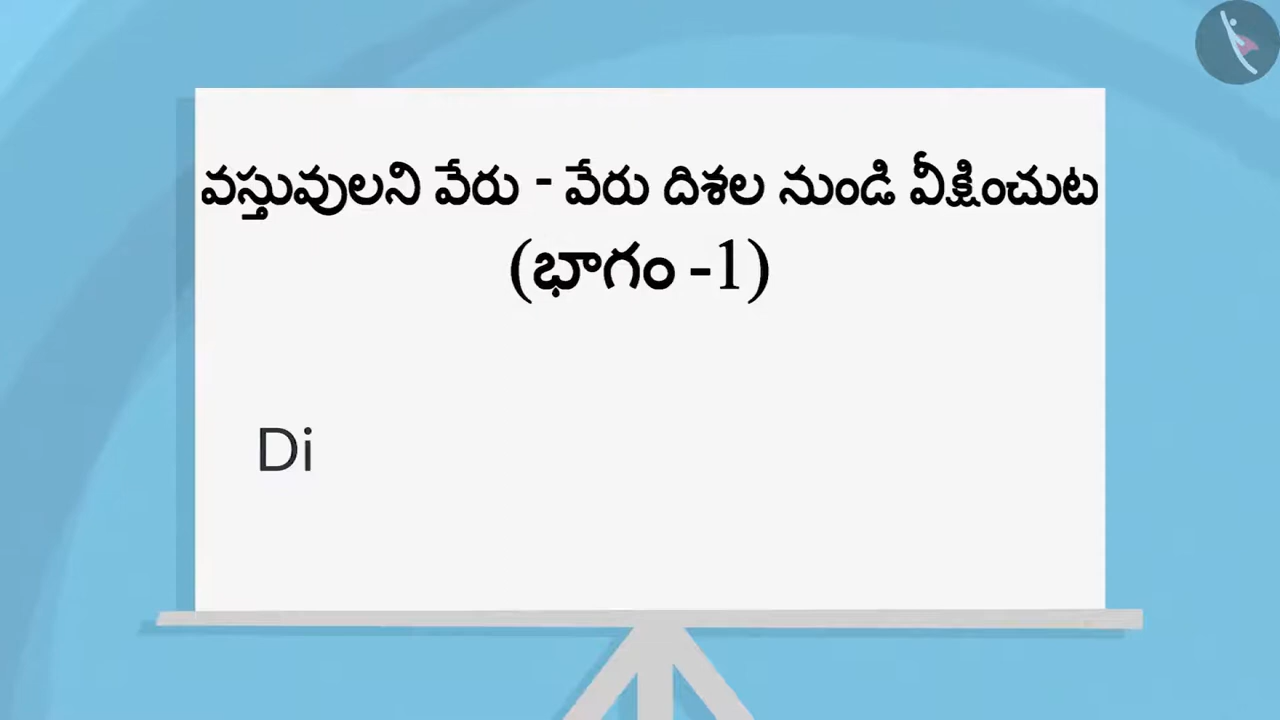 వస్తువులని వేరు - వేరు దిశల నుండి వీక్షించుట
(భాగం -1)
Di